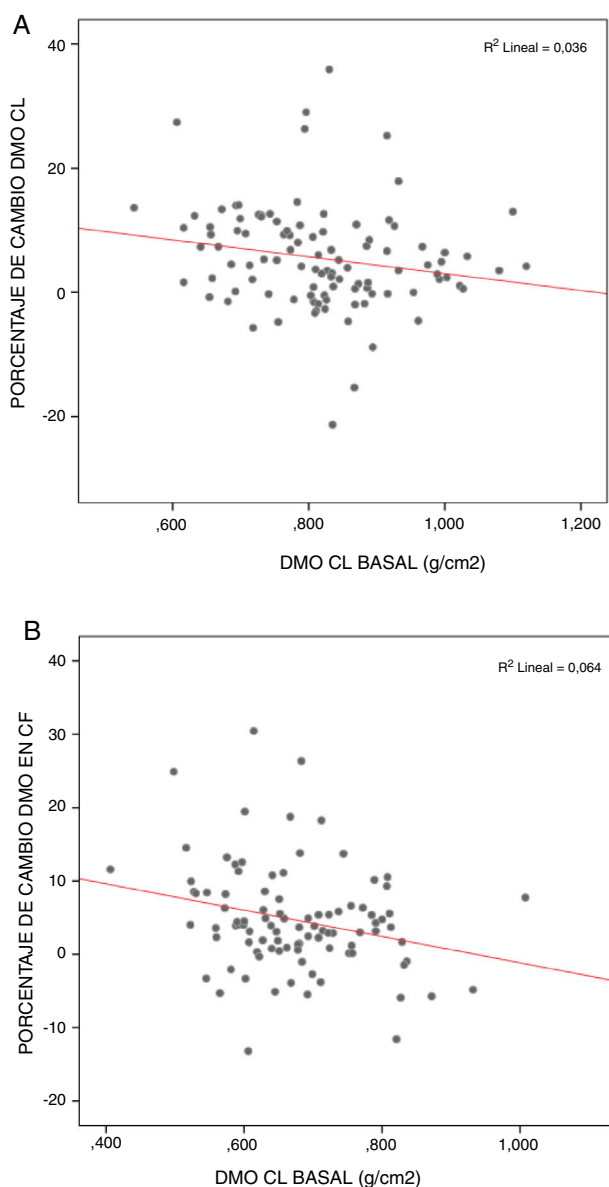 A
R² Lineal = 0,036
PORCENTAJE DE CAMBIO DMO CL
40
20
0
-20
,600
,800
1,000
1,200
DMO CL BASAL (g/cm2)
B
R² Lineal = 0,064
PORCENTAJE DE CAMBIO DMO EN CF
40
30
20
10
0
-10
-20
,400
,600
,800
1,000
DMO CL BASAL (g/cm2)